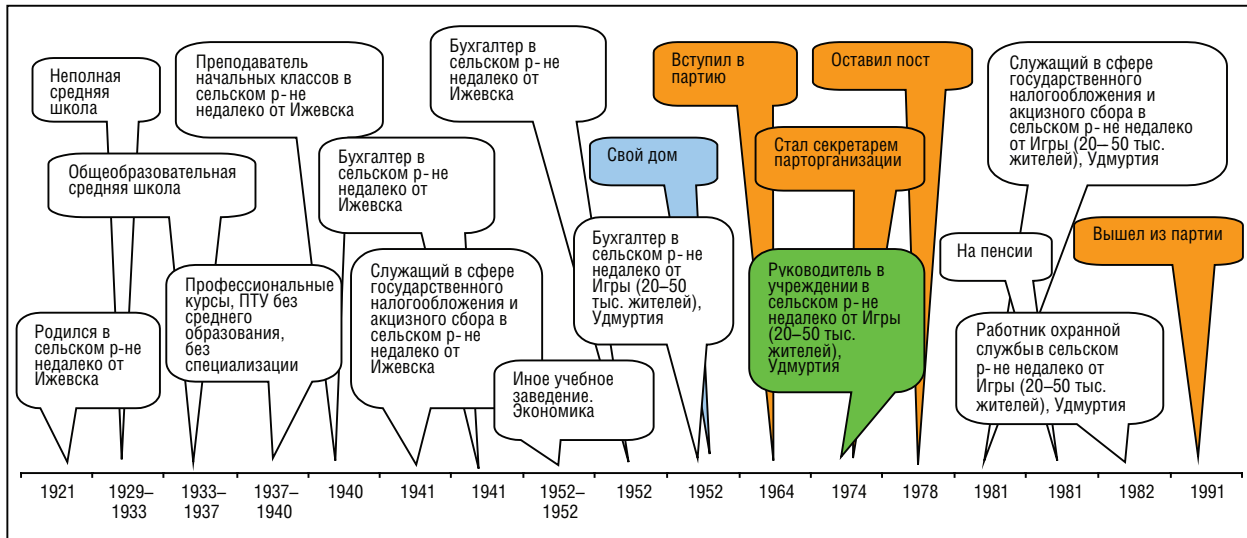 Неполная
средняя
школа
Преподаватель
начальных классов в
сельском р-не
недалеко от Ижевска
Бухгалтер в
сельском р-не
недалеко от
Ижевска
Вступил в
партию
Оставил пост
Служащий в сфере
государственного
налогообложения и
акцизного сбора в
сельском р-не недалеко
от Игры (20–50 тыс.
жителей), Удмуртия
Общеобразовательная
средняя школа
Бухгалтер в
сельском р-не
недалеко от
Ижевска
Свой дом
Стал секретарем
парторганизации
Родился в
сельском р-не
недалеко от
Ижевска
Профессиональные
курсы, ПТУ без
среднего
образования,
без
специализации
Служащий в сфере
государственного
налогообложения и
акцизного сбора в
сельском р-не
недалеко от
Ижевска
Иное учебное
заведение.
Экономика
Бухгалтер в
сельском р-не
недалеко от
Игры (20–50
тыс. жителей),
Удмуртия
Руководитель в
учреждении в
сельском р-не
недалеко от Игры
(20–50 тыс.
жителей),
Удмуртия
На пенсии
Вышел из партии
Работник охранной
службыв сельском
р-не недалеко от
Игры (20–50 тыс.
жителей), Удмуртия
1921
1929–
1933
1933–
1937
1937–
1940
1940
1941
1941
1952–
1952
1952
1952
1964
1974
1978
1981
1981
1982
1991